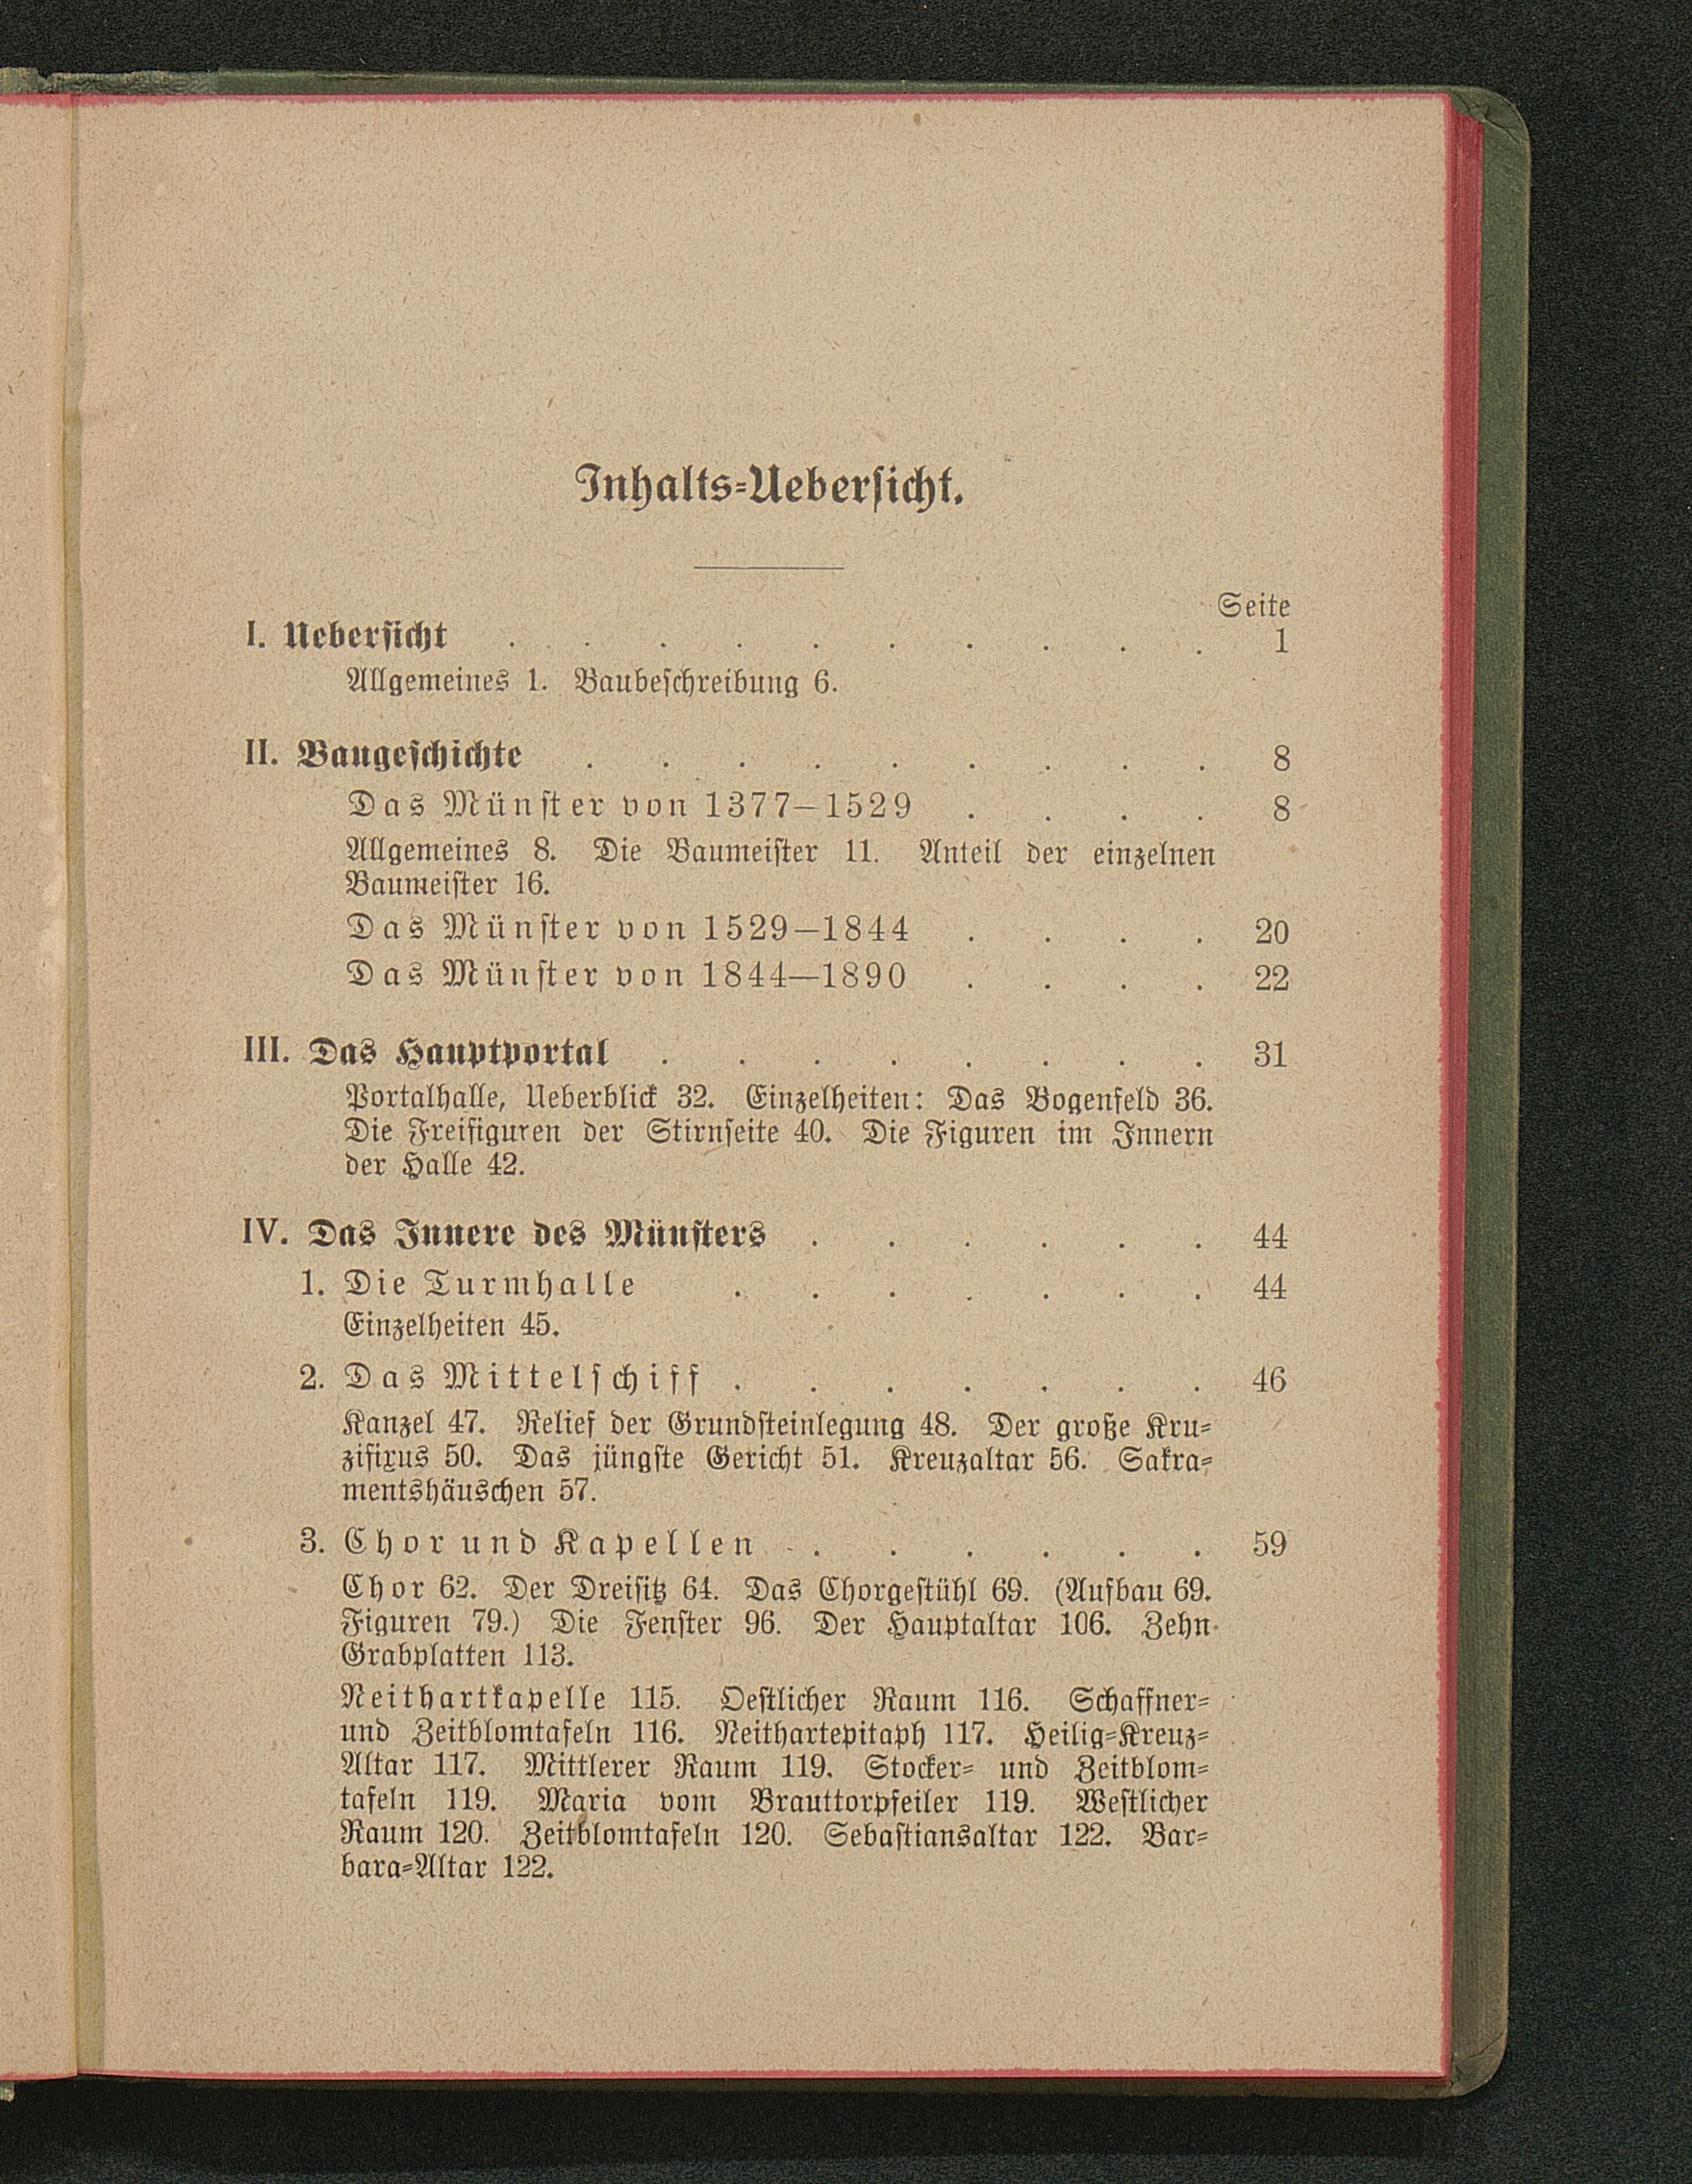 Inhalts-Uebersicht.
Seite
I. Uebersicht . . . . . . . . . . 1
Allgemeines 1. Baubeschreibung 6.
II. Baugeschichte . . . . . . . . . 8
Das Münster von 1377–1529 . . . . 8
Allgemeines 8. Die Baumeister 11. Anteil der einzelnen
Baumeister 16.
Das Münster von 1529–1844 . . . . 20
Das Münster von 1844–1890 . . . . 22
III. Das Hauptportal . . . . . . . . 31
Portalhalle, Ueberblick 32. Einzelheiten: Das Bogenfeld 36.
Die Freifiguren der Stirnseite 40. Die Figuren im Innern
der Halle 42.
IV. Das Innere des Münsters . . . . . . 44
1. Die Turmhalle . . . . . . . 44
Einzelheiten 45.
2. Das Mittelschiff . . . . . . . 46
Kanzel 47. Relief der Grundsteinlegung 48. Der große Kru-
zifixus 50. Das jüngste Gericht 51. Kreuzaltar 56. Sakra-
mentshäuschen 57.
3. Chor und Kapellen . . . . . . 59
Chor 62. Der Dreisitz 64. Das Chorgestühl 69. (Aufbau 69.
Figuren 79.) Die Fenster 96. Der Hauptaltar 106. Zehn
Grabplatten 113.
Neithartkapelle 115. Oestlicher Raum 116. Schaffner-
und Zeitblomtafeln 116. Neithartepitaph 117. Heilig-Kreuz-
Altar 117. Mittlerer Raum 119. Stocker- und Zeitblom-
tafeln 119. Maria vom Brauttorpfeiler 119. Westlicher
Raum 120. Zeitblomtafeln 120. Sebastiansaltar 122. Bar-
bara-Altar 122.